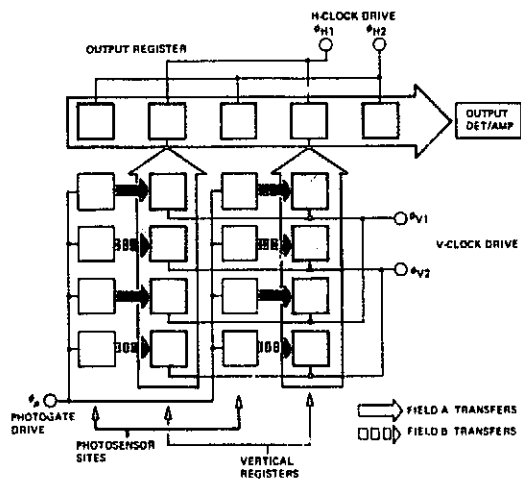 H-CLOCK DRIVE
ϕH1 ϕH2
OUTPUT REGISTER
OUTPUT
DET/AMP
ϕV1
V-CLOCK DRIVE
ϕV2
ϕP
PHOTOGATE
DRIVE
PHOTOSENSOR
SITES
VERTICAL
REGISTERS
FIELD A TRANSFERS
FIELD B TRANSFERS